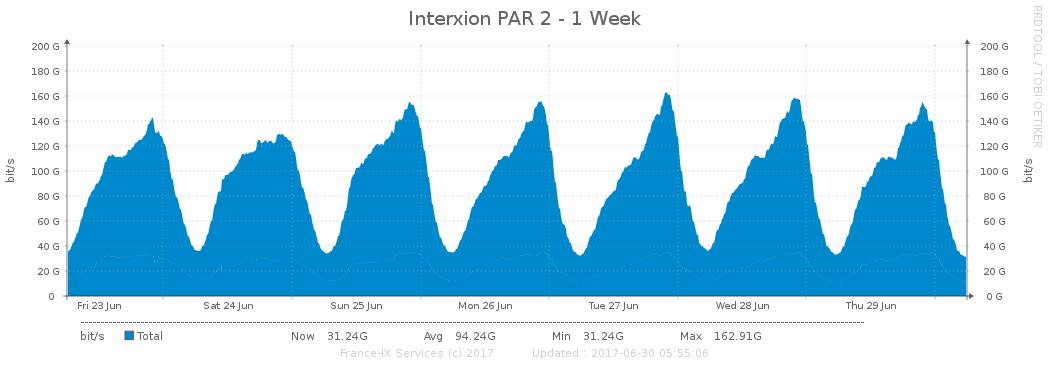 Interxion PAR 2 - 1 Week
RRDTOOL / TOBI OETIKER
bit/s
200 G
180 G
160 G
140 G
120 G
100 G
80 G
60 G
40 G
20 G
0
200 G
180 G
160 G
140 G
120 G
100 G
80 G
60 G
40 G
20 G
0 G
bit/s
Fri 23 Jun Sat 24 Jun Sun 25 Jun Mon 26 Jun Tue 27 Jun Wed 28 Jun Thu 29 Jun
bit/s Total Now 31.24G Avg 94.24G Min 31.24G Max 162.91G
France-IX Services (c) 2017 Updated : 2017-06-30 05:55:06